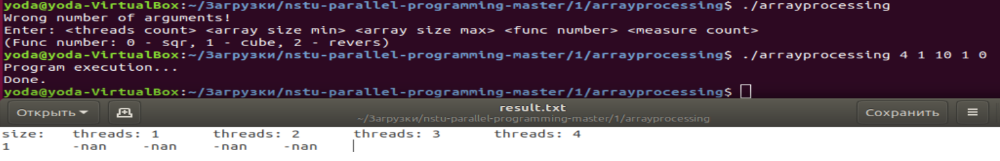 yoda@yoda-VirtualBox:~/Загрузки/nstu-parallel-programming-master/1/arrayprocessing$ ./arrayprocessing
Wrong number of arguments!
Enter: <threads count> <array size min> <array size max> <func number> <measure count>
(Func number: 0 - sqr, 1 - cube, 2 - revers)
yoda@yoda-VirtualBox:~/Загрузки/nstu-parallel-programming-master/1/arrayprocessing$ ./arrayprocessing 4 1 10 1 0
Program execution...
Done.
yoda@yoda-VirtualBox:~/Загрузки/nstu-parallel-programming-master/1/arrayprocessing$
Открыть result.txt Сохранить
~/Загрузки/nstu-parallel-programming-master/1/arrayprocessing
size: threads: 1 threads: 2 threads: 3 threads: 4
1 -nan -nan -nan -nan